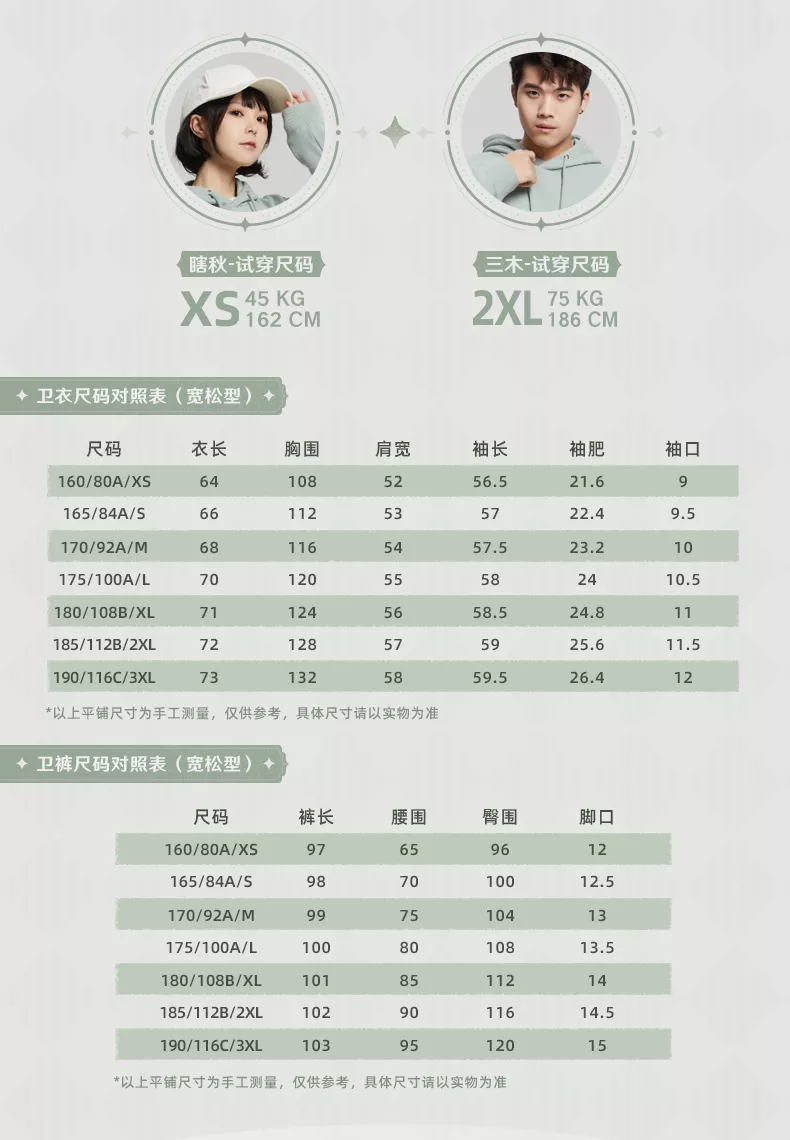 瞎秋-试穿尺码
XS 45 KG
162 CM
三木-试穿尺码
2XL 75 KG
186 CM
卫衣尺码对照表（宽松型）
尺码 衣长 胸围 肩宽 袖长 袖肥 袖口
160/80A/XS 64 108 52 56.5 21.6 9
165/84A/S 66 112 53 57 22.4 9.5
170/92A/M 68 116 54 57.5 23.2 10
175/100A/L 70 120 55 58 24 10.5
180/108B/XL 71 124 56 58.5 24.8 11
185/112B/2XL 72 128 57 59 25.6 11.5
190/116C/3XL 73 132 58 59.5 26.4 12
*以上平铺尺寸为手工测量，仅供参考，具体尺寸请以实物为准
卫裤尺码对照表（宽松型）
尺码 裤长 腰围 臀围 脚口
160/80A/XS 97 65 96 12
165/84A/S 98 70 100 12.5
170/92A/M 99 75 104 13
175/100A/L 100 80 108 13.5
180/108B/XL 101 85 112 14
185/112B/2XL 102 90 116 14.5
190/116C/3XL 103 95 120 15
*以上平铺尺寸为手工测量，仅供参考，具体尺寸请以实物为准